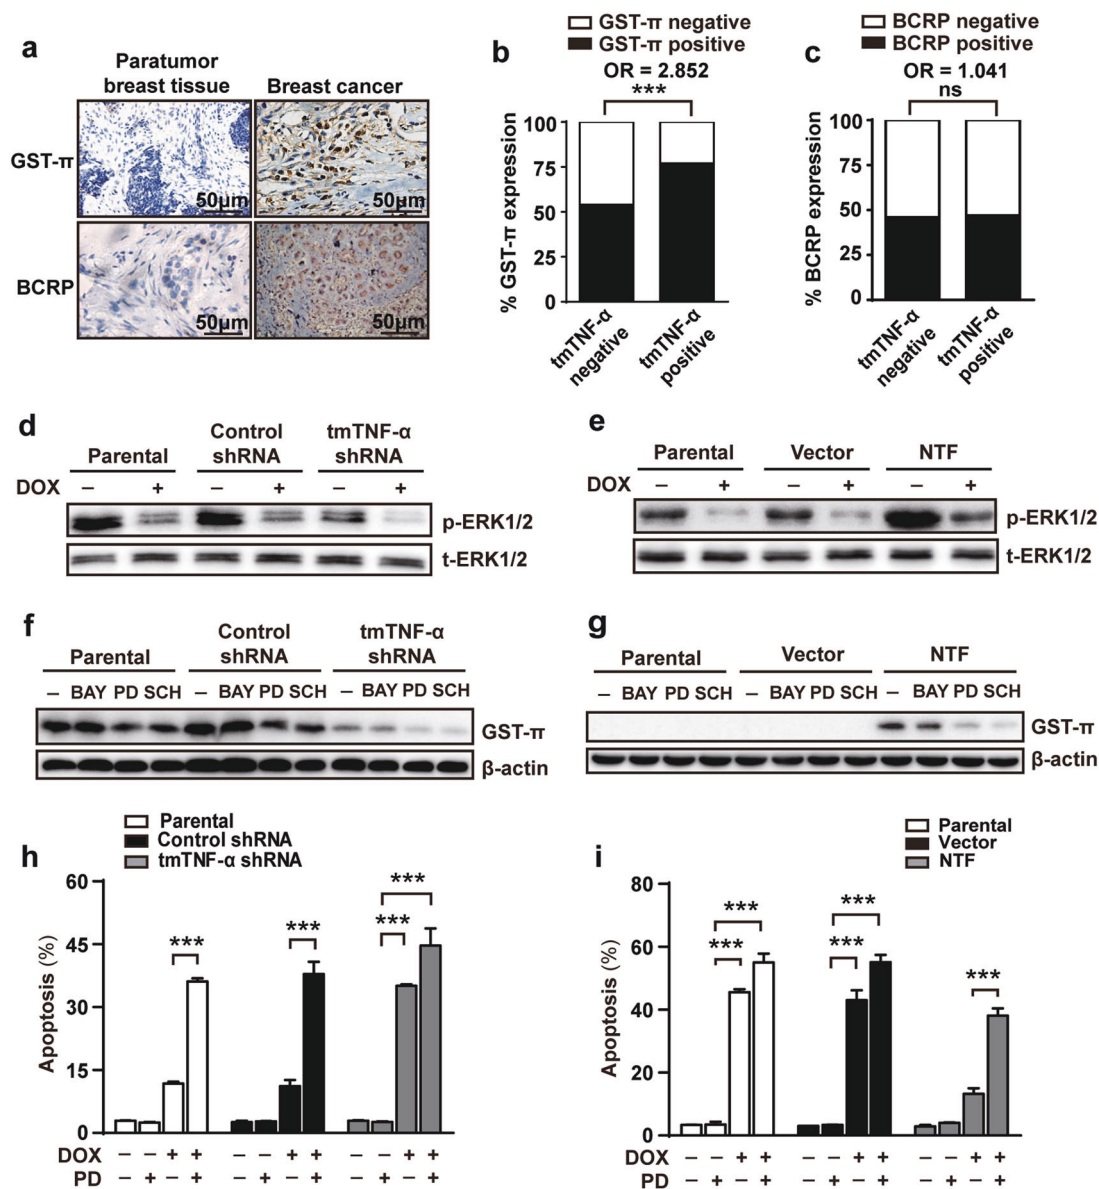 a
Paratumor
breast tissue
Breast cancer
GST-π
50μm
50μm
BCRP
50μm
50μm
b
GST-π negative
GST-π positive
OR = 2.852
***
% GST-π expression
100
75
50
25
0
tmTNF-α
negative
tmTNF-α
positive
c
BCRP negative
BCRP positive
OR = 1.041
ns
% BCRP expression
100
75
50
25
0
tmTNF-α
negative
tmTNF-α
positive
d
Parental
Control
shRNA
tmTNF-α
shRNA
DOX – + – + – +
p-ERK1/2
t-ERK1/2
e
Parental Vector NTF
DOX – + – + – +
p-ERK1/2
t-ERK1/2
f
Parental
Control
shRNA
tmTNF-α
shRNA
– BAY PD SCH – BAY PD SCH – BAY PD SCH
GST-π
β-actin
g
Parental Vector NTF
– BAY PD SCH – BAY PD SCH – BAY PD SCH
GST-π
β-actin
h
Parental
Control shRNA
tmTNF-α shRNA
Apoptosis (%)
60
45
30
15
0
***
***
***
***
DOX – – + + – – + + – – + +
PD – + – + – + – + – + – +
i
Parental
Vector
NTF
Apoptosis (%)
80
60
40
20
0
***
***
***
***
***
DOX – – + + – – + + – – + +
PD – + – + – + – + – + – +